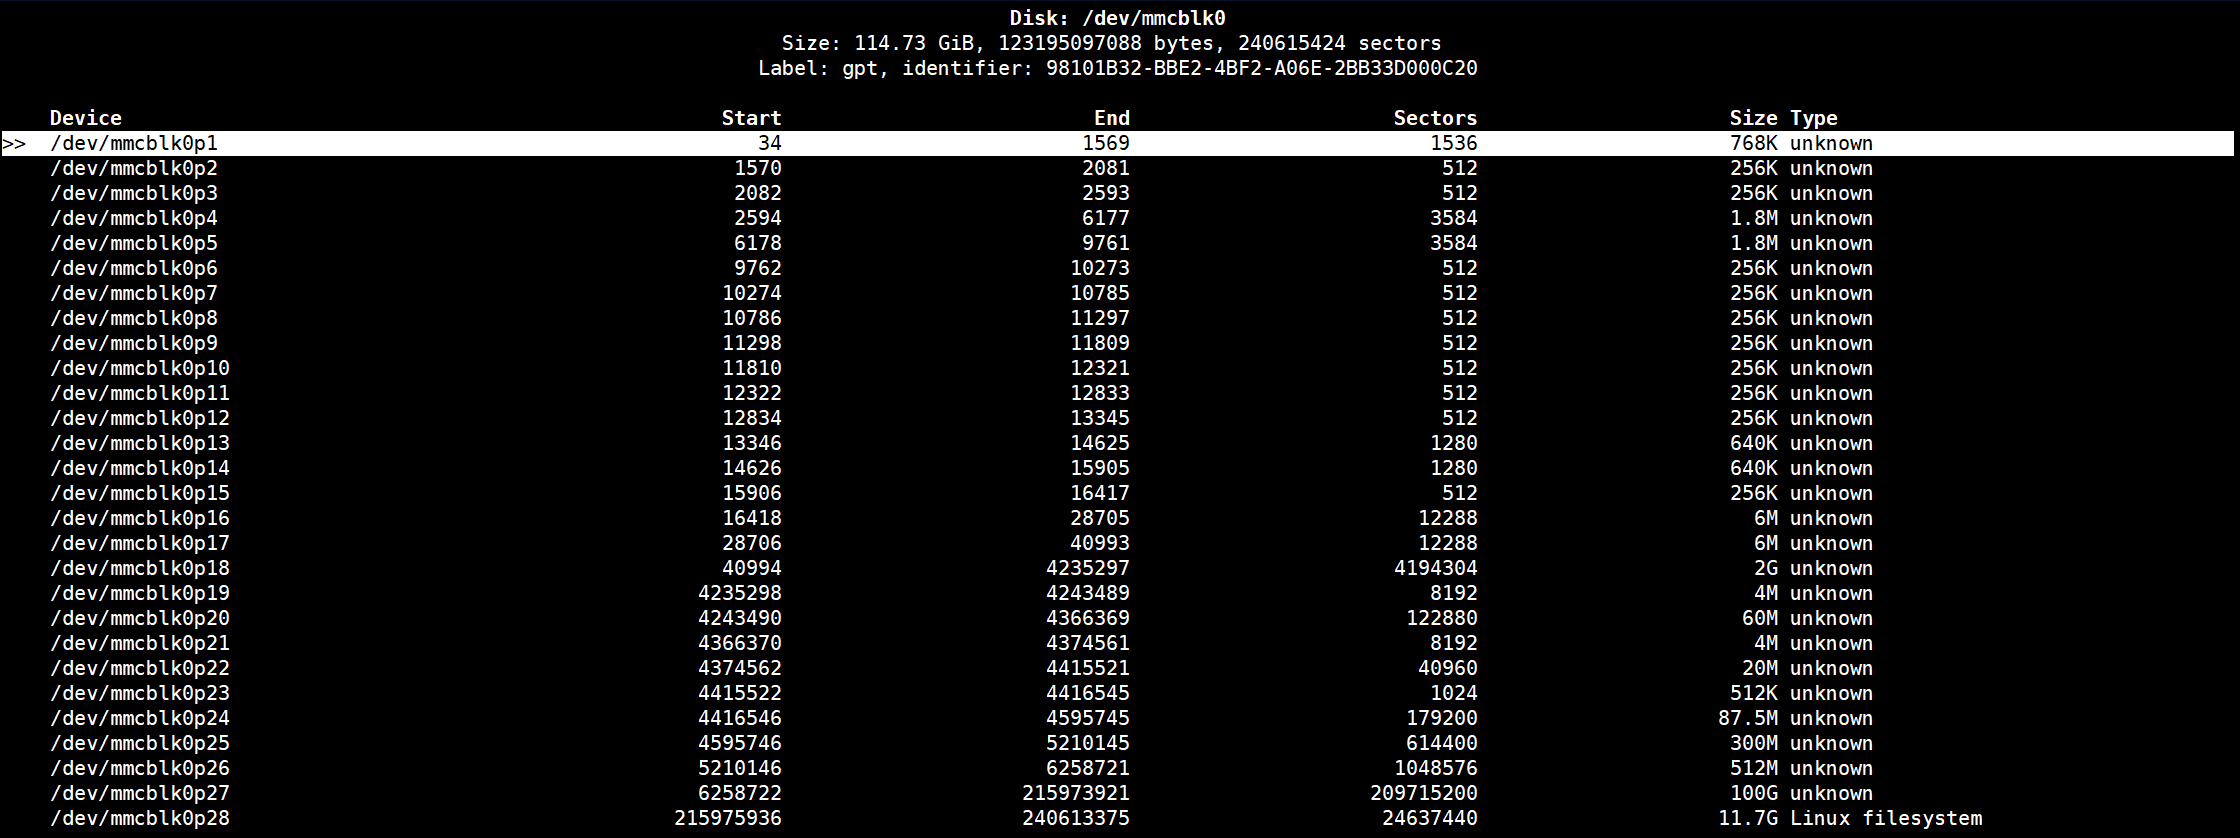 Disk: /dev/mmcblk0
Size: 114.73 GiB, 123195097088 bytes, 240615424 sectors
Label: gpt, identifier: 98101B32-BBE2-4BF2-A06E-2BB33D000C20
Device Start End Sectors Size Type
>> /dev/mmcblk0p1 34 1569 1536 768K unknown
/dev/mmcblk0p2 1570 2081 512 256K unknown
/dev/mmcblk0p3 2082 2593 512 256K unknown
/dev/mmcblk0p4 2594 6177 3584 1.8M unknown
/dev/mmcblk0p5 6178 9761 3584 1.8M unknown
/dev/mmcblk0p6 9762 10273 512 256K unknown
/dev/mmcblk0p7 10274 10785 512 256K unknown
/dev/mmcblk0p8 10786 11297 512 256K unknown
/dev/mmcblk0p9 11298 11809 512 256K unknown
/dev/mmcblk0p10 11810 12321 512 256K unknown
/dev/mmcblk0p11 12322 12833 512 256K unknown
/dev/mmcblk0p12 12834 13345 512 256K unknown
/dev/mmcblk0p13 13346 14625 1280 640K unknown
/dev/mmcblk0p14 14626 15905 1280 640K unknown
/dev/mmcblk0p15 15906 16417 512 256K unknown
/dev/mmcblk0p16 16418 28705 12288 6M unknown
/dev/mmcblk0p17 28706 40993 12288 6M unknown
/dev/mmcblk0p18 40994 4235297 4194304 2G unknown
/dev/mmcblk0p19 4235298 4243489 8192 4M unknown
/dev/mmcblk0p20 4243490 4366369 122880 60M unknown
/dev/mmcblk0p21 4366370 4374561 8192 4M unknown
/dev/mmcblk0p22 4374562 4415521 40960 20M unknown
/dev/mmcblk0p23 4415522 4416545 1024 512K unknown
/dev/mmcblk0p24 4416546 4595745 179200 87.5M unknown
/dev/mmcblk0p25 4595746 5210145 614400 300M unknown
/dev/mmcblk0p26 5210146 6258721 1048576 512M unknown
/dev/mmcblk0p27 6258722 215973921 209715200 100G unknown
/dev/mmcblk0p28 215975936 240613375 24637440 11.7G Linux filesystem